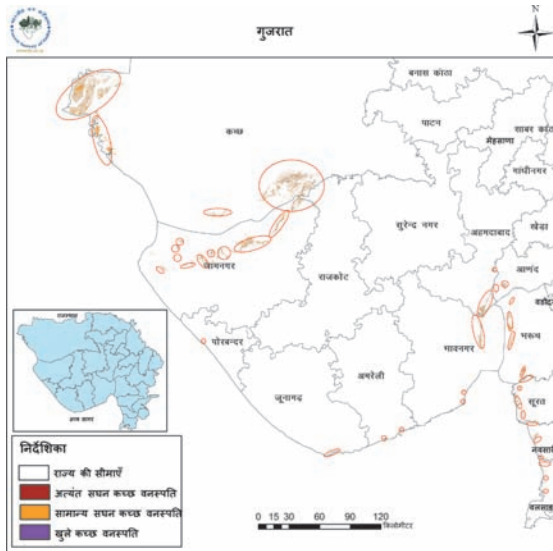 गुजरात
N
बनास कांठा
पाटन
साबर कांठा
मेहसाणा
गांधीनगर
कच्छ
सुरेन्द्र नगर
अहमदाबाद
खेड़ा
जामनगर
राजकोट
आणंद
पोरबन्दर
भावनगर
भरूच
अमरेली
जूनागढ़
सूरत
निर्देशिका
राज्य की सीमाएँ
अत्यंत सघन कच्छ वनस्पति
सामान्य सघन कच्छ वनस्पति
खुले कच्छ वनस्पति
0 15 30 60 90 120
किलोमीटर